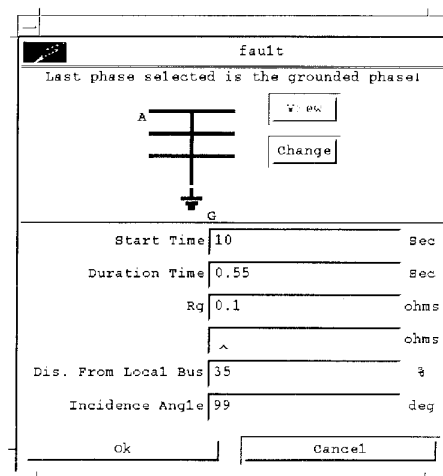 fault
Last phase selected is the grounded phase!
A
View
Change
G
Start Time 10 Sec
Duration Time 0.55 Sec
Rg 0.1 ohms
^ ohms
Dis. From Local Bus 35 %
Incidence Angle 99 deg
Ok Cancel